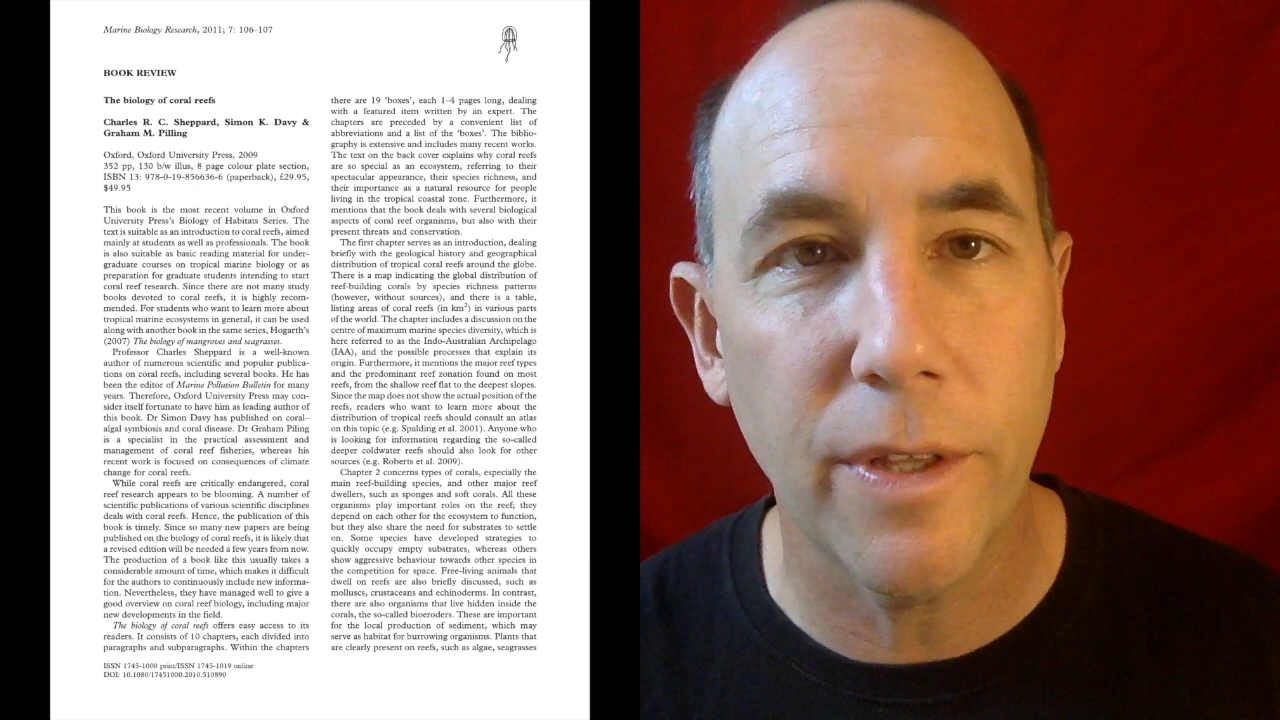 Marine Biology Research, 2011; 7: 106–107
BOOK REVIEW
The biology of coral reefs
Charles R. C. Sheppard, Simon K. Davy &
Graham M. Pilling
Oxford, Oxford University Press, 2009
352 pp, 130 b/w illus, 8 page colour plate section,
ISBN 13: 978-0-19-856636-6 (paperback), £29.95,
$49.95
This book is the most recent volume in Oxford
University Press's Biology of Habitats Series. The
text is suitable as an introduction to coral reefs, aimed
mainly at students as well as professionals. The book
is also suitable as basic reading material for under-
graduate courses on tropical marine biology or as
preparation for graduate students intending to start
coral reef research. Since there are not many study
books devoted to coral reefs, it is highly recom-
mended. For students who want to learn more about
tropical marine ecosystems in general, it can be used
along with another book in the same series, Hogarth's
(2007) The biology of mangroves and seagrasses.
Professor Charles Sheppard is a well-known
author of numerous scientific and popular publica-
tions on coral reefs, including several books. He has
been the editor of Marine Pollution Bulletin for many
years. Therefore, Oxford University Press may con-
sider itself fortunate to have him as leading author of
this book. Dr Simon Davy has published on coral–
algal symbiosis and coral disease. Dr Graham Piling
is a specialist in the practical assessment and
management of coral reef fisheries, whereas his
recent work is focused on consequences of climate
change for coral reefs.
While coral reefs are critically endangered, coral
reef research appears to be blooming. A number of
scientific publications of various scientific disciplines
deals with coral reefs. Hence, the publication of this
book is timely. Since so many new papers are being
published on the biology of coral reefs, it is likely that
a revised edition will be needed a few years from now.
The production of a book like this usually takes a
considerable amount of time, which makes it difficult
for the authors to continuously include new informa-
tion. Nevertheless, they have managed well to give a
good overview on coral reef biology, including major
new developments in the field.
The biology of coral reefs offers easy access to its
readers. It consists of 10 chapters, each divided into
paragraphs and subparagraphs. Within the chapters
there are 19 'boxes', each 1–4 pages long, dealing
with a featured item written by an expert. The
chapters are preceded by a convenient list of
abbreviations and a list of the 'boxes'. The biblio-
graphy is extensive and includes many recent works.
The text on the back cover explains why coral reefs
are so special as an ecosystem, referring to their
spectacular appearance, their species richness, and
their importance as a natural resource for people
living in the tropical coastal zone. Furthermore, it
mentions that the book deals with several biological
aspects of coral reef organisms, but also with their
present threats and conservation.
The first chapter serves as an introduction, dealing
briefly with the geological history and geographical
distribution of tropical coral reefs around the globe.
There is a map indicating the global distribution of
reef-building corals by species richness patterns
(however, without sources), and there is a table,
listing areas of coral reefs (in km²) in various parts
of the world. The chapter includes a discussion on the
centre of maximum marine species diversity, which is
here referred to as the Indo-Australian Archipelago
(IAA), and the possible processes that explain its
origin. Furthermore, it mentions the major reef types
and the predominant reef zonation found on most
reefs, from the shallow reef flat to the deepest slopes.
Since the map does not show the actual position of the
reefs, readers who want to learn more about the
distribution of tropical reefs should consult an atlas
on this topic (e.g. Spalding et al. 2001). Anyone who
is looking for information regarding the so-called
deeper coldwater reefs should also look for other
sources (e.g. Roberts et al. 2009).
Chapter 2 concerns types of corals, especially the
main reef-building species, and other major reef
dwellers, such as sponges and soft corals. All these
organisms play important roles on the reef; they
depend on each other for the ecosystem to function,
but they also share the need for substrates to settle
on. Some species have developed strategies to
quickly occupy empty substrates, whereas others
show aggressive behaviour towards other species in
the competition for space. Free-living animals that
dwell on reefs are also briefly discussed, such as
molluscs, crustaceans and echinoderms. In contrast,
there are also organisms that live hidden inside the
corals, the so-called bioeroders. These are important
for the local production of sediment, which may
serve as habitat for burrowing organisms. Plants that
are clearly present on reefs, such as algae, seagrasses
ISSN 1745-1000 print/ISSN 1745-1019 online
DOI: 10.1080/17451000.2010.510890